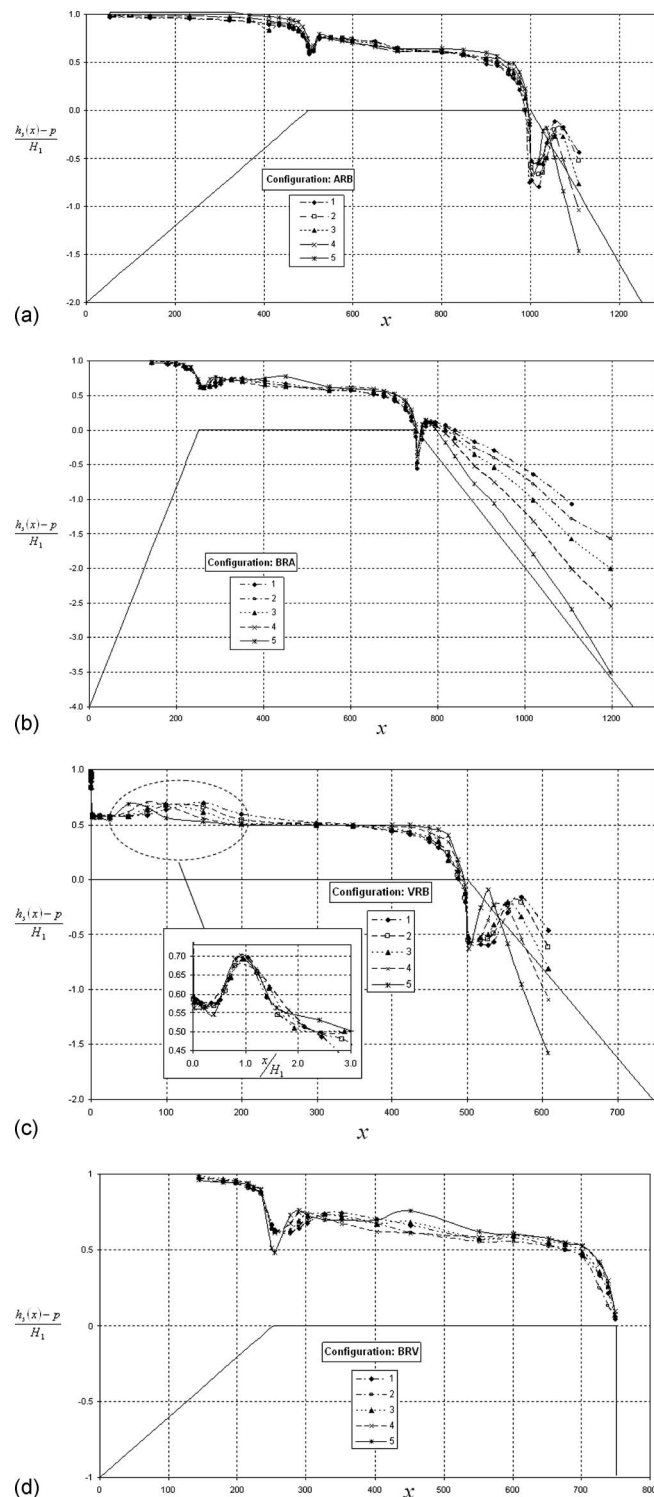 1.0
0.5
0.0
-0.5
-1.0
-1.5
-2.0
h_s(x) − p
H_1
Configuration: ARB
1
2
3
4
5
0 200 400 600 800 1000 1200
x
(a)
1.0
0.5
0.0
-0.5
-1.0
-1.5
-2.0
-2.5
-3.0
-3.5
-4.0
h_s(x) − p
H_1
Configuration: BRA
1
2
3
4
5
0 200 400 600 800 1000 1200
x
(b)
1.0
0.5
0.0
-0.5
-1.0
-1.5
-2.0
h_s(x) − p
H_1
Configuration: VRB
1
2
3
4
5
0.70
0.65
0.60
0.55
0.50
0.45
0.0 1.0 2.0 3.0
x/H_1
0 100 200 300 400 500 600 700
x
(c)
1
0.5
0
-0.5
-1
h_s(x) − p
H_1
Configuration: BRV
1
2
3
4
5
0 100 200 300 400 500 600 700 800
x
(d)